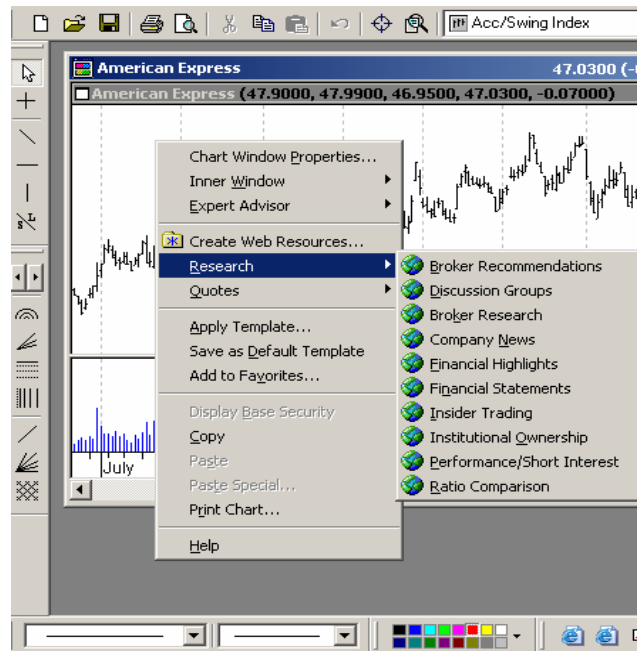 Acc/Swing Index
American Express 47.0300 (-
American Express (47.9000, 47.9900, 46.9500, 47.0300, -0.07000)
Chart Window Properties...
Inner Window
Expert Advisor
Create Web Resources...
Research
Quotes
Apply Template...
Save as Default Template
Add to Favorites...
Display Base Security
Copy
Paste
Paste Special...
Print Chart...
Help
Broker Recommendations
Discussion Groups
Broker Research
Company News
Financial Highlights
Financial Statements
Insider Trading
Institutional Ownership
Performance/Short Interest
Ratio Comparison
July